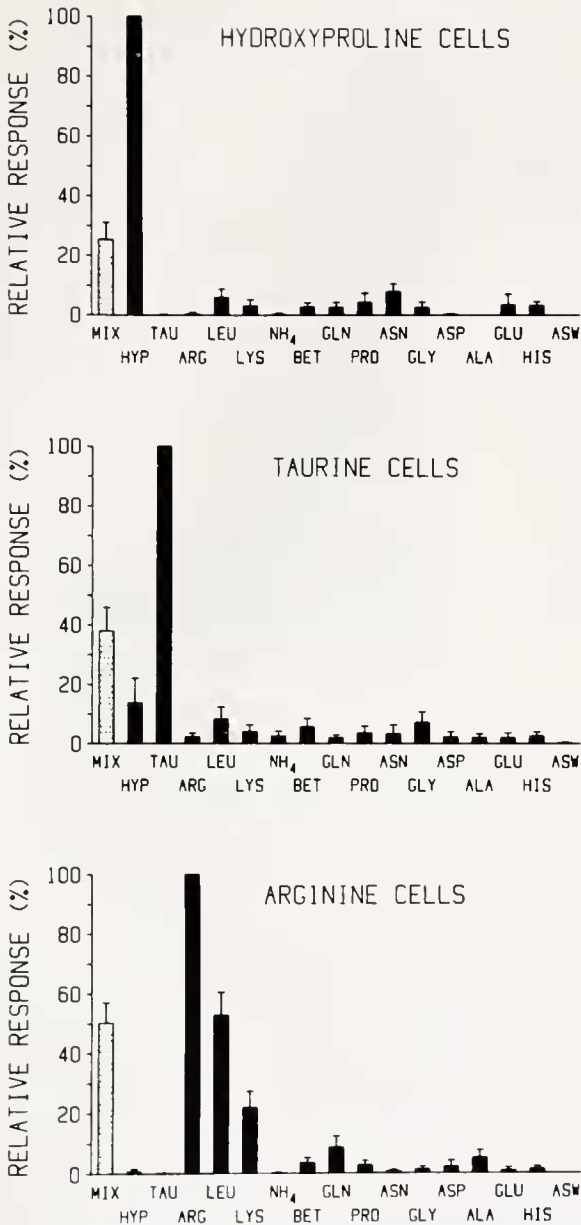 HYDROXYPROLINE CELLS
RELATIVE RESPONSE (%)
100
80
60
40
20
0
MIX TAU LEU NH4 GLN ASN ASP GLU ASW
HYP ARG LYS BET PRO GLY ALA HIS
TAURINE CELLS
RELATIVE RESPONSE (%)
100
80
60
40
20
0
MIX TAU LEU NH4 GLN ASN ASP GLU ASW
HYP ARG LYS BET PRO GLY ALA HIS
ARGININE CELLS
RELATIVE RESPONSE (%)
100
80
60
40
20
0
MIX TAU LEU NH4 GLN ASN ASP GLU ASW
HYP ARG LYS BET PRO GLY ALA HIS